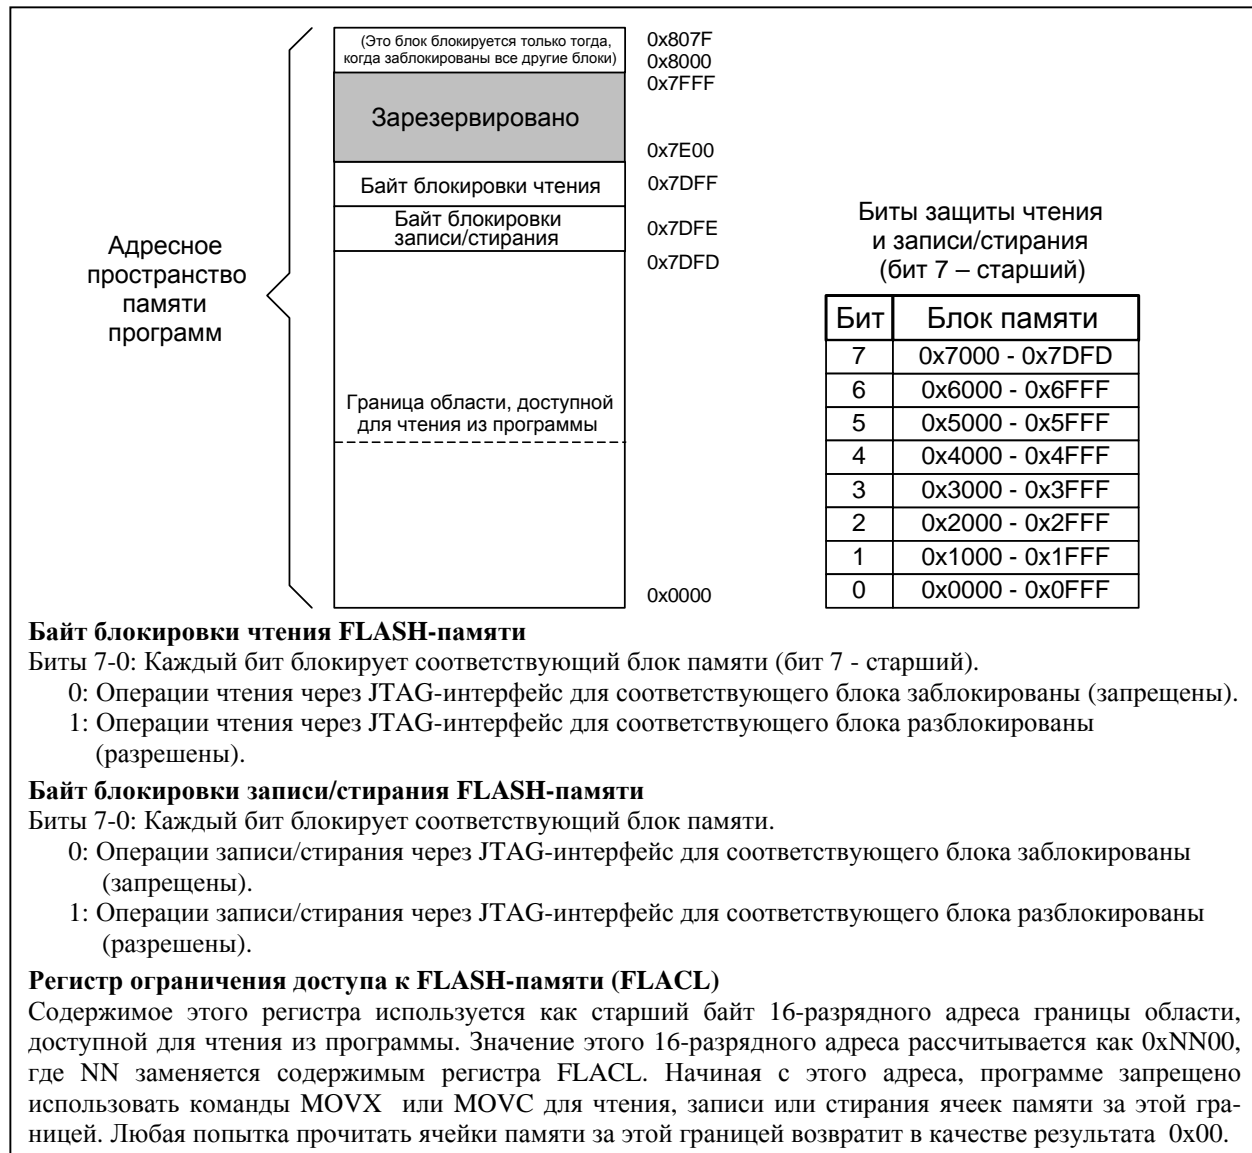 (Это блок блокируется только тогда,
когда заблокированы все другие блоки)
0x807F
0x8000
0x7FFF
Зарезервировано
0x7E00
Байт блокировки чтения
0x7DFF
Байт блокировки
записи/стирания
0x7DFE
0x7DFD
Адресное
пространство
памяти
программ
Граница области, доступной
для чтения из программы
0x0000
Биты защиты чтения
и записи/стирания
(бит 7 – старший)
Бит Блок памяти
7 0x7000 - 0x7DFD
6 0x6000 - 0x6FFF
5 0x5000 - 0x5FFF
4 0x4000 - 0x4FFF
3 0x3000 - 0x3FFF
2 0x2000 - 0x2FFF
1 0x1000 - 0x1FFF
0 0x0000 - 0x0FFF
Байт блокировки чтения FLASH-памяти
Биты 7-0: Каждый бит блокирует соответствующий блок памяти (бит 7 - старший).
0: Операции чтения через JTAG-интерфейс для соответствующего блока заблокированы (запрещены).
1: Операции чтения через JTAG-интерфейс для соответствующего блока разблокированы
(разрешены).
Байт блокировки записи/стирания FLASH-памяти
Биты 7-0: Каждый бит блокирует соответствующий блок памяти.
0: Операции записи/стирания через JTAG-интерфейс для соответствующего блока заблокированы
(запрещены).
1: Операции записи/стирания через JTAG-интерфейс для соответствующего блока разблокированы
(разрешены).
Регистр ограничения доступа к FLASH-памяти (FLACL)
Содержимое этого регистра используется как старший байт 16-разрядного адреса границы области,
доступной для чтения из программы. Значение этого 16-разрядного адреса рассчитывается как 0xNN00,
где NN заменяется содержимым регистра FLACL. Начиная с этого адреса, программе запрещено
использовать команды MOVX или MOVC для чтения, записи или стирания ячеек памяти за этой гра-
ницей. Любая попытка прочитать ячейки памяти за этой границей возвратит в качестве результата 0x00.